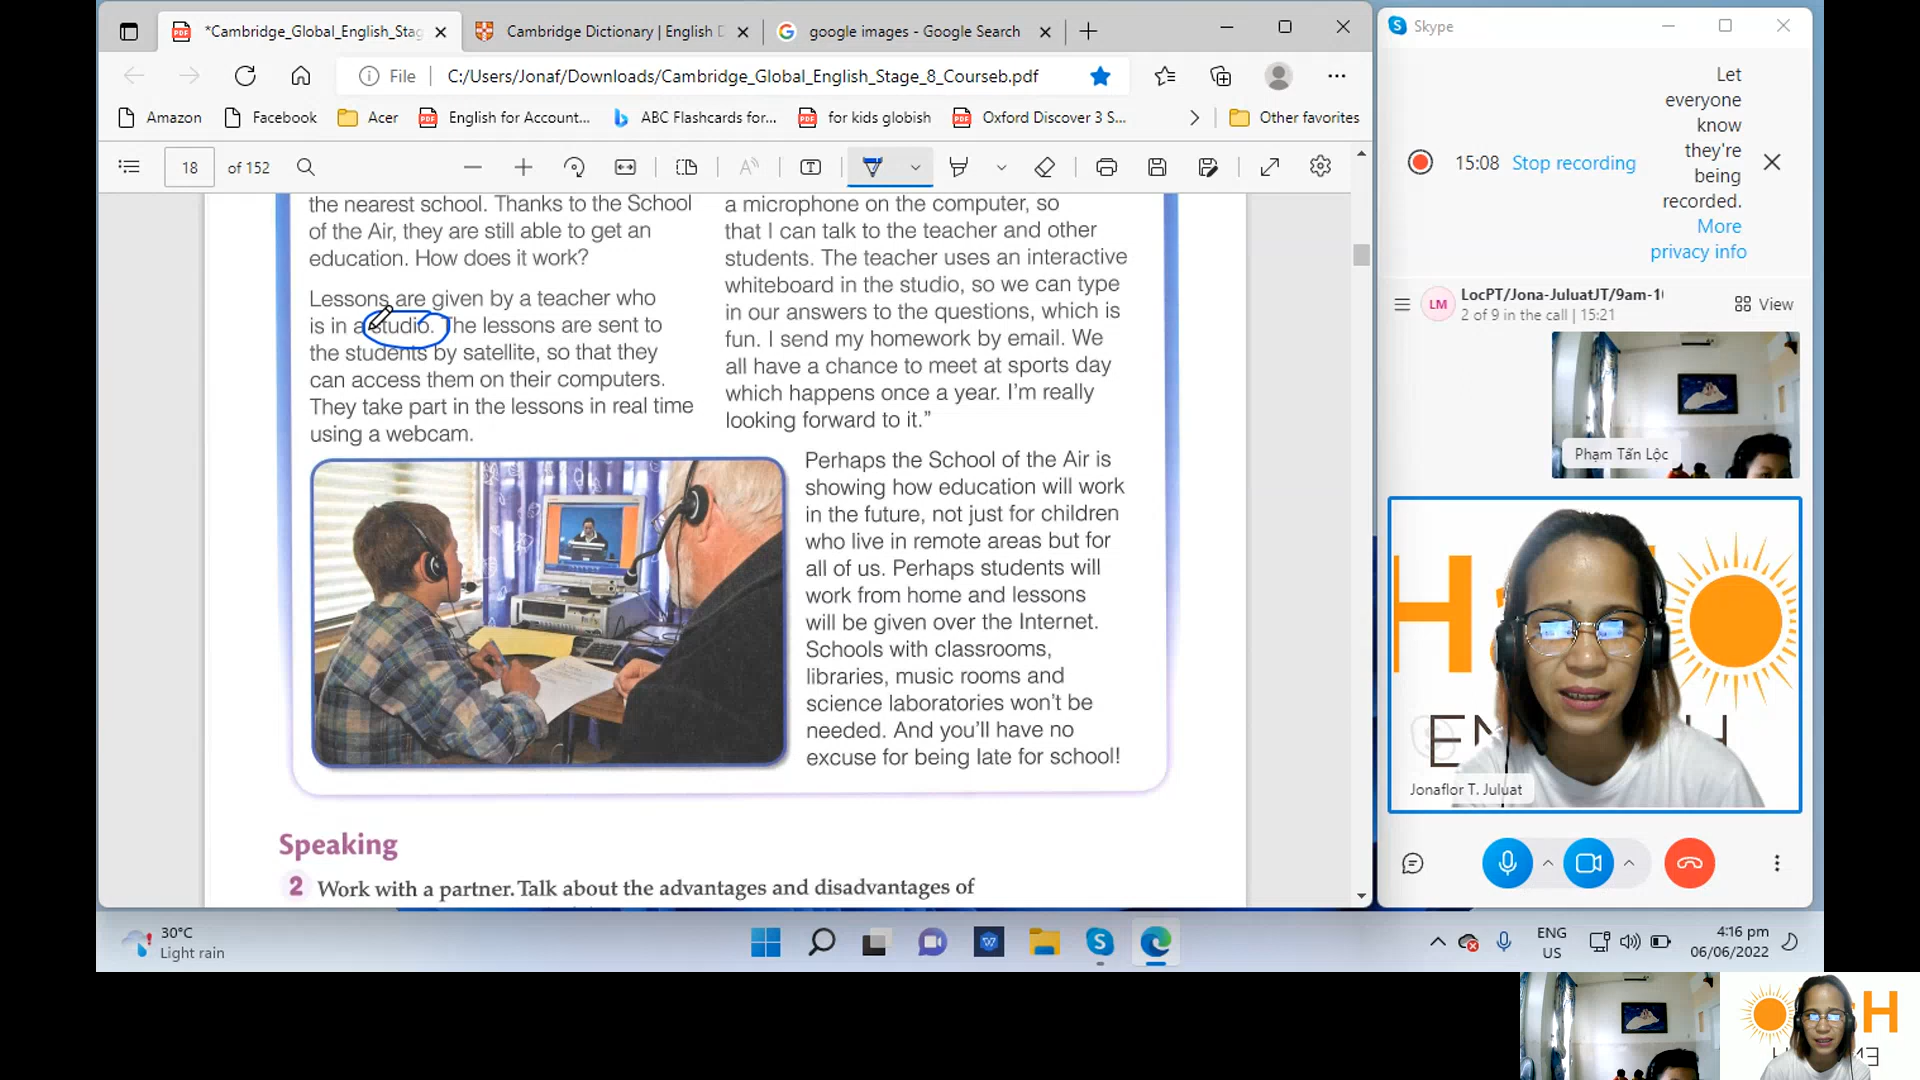 *Cambridge_Global_English_Stag
Cambridge Dictionary | English D
google images - Google Search
File
C:/Users/Jonaf/Downloads/Cambridge_Global_English_Stage_8_Courseb.pdf
Amazon
Facebook
Acer
English for Account...
ABC Flashcards for...
for kids globish
Oxford Discover 3 S...
Other favorites
18 of 152
the nearest school. Thanks to the School
of the Air, they are still able to get an
education. How does it work?
Lessons are given by a teacher who
is in a studio. The lessons are sent to
the students by satellite, so that they
can access them on their computers.
They take part in the lessons in real time
using a webcam.
a microphone on the computer, so
that I can talk to the teacher and other
students. The teacher uses an interactive
whiteboard in the studio, so we can type
in our answers to the questions, which is
fun. I send my homework by email. We
all have a chance to meet at sports day
which happens once a year. I'm really
looking forward to it.”
Perhaps the School of the Air is
showing how education will work
in the future, not just for children
who live in remote areas but for
all of us. Perhaps students will
work from home and lessons
will be given over the Internet.
Schools with classrooms,
libraries, music rooms and
science laboratories won't be
needed. And you'll have no
excuse for being late for school!
Speaking
2 Work with a partner. Talk about the advantages and disadvantages of
Skype
15:08 Stop recording
Let
everyone
know
they're
being
recorded.
More
privacy info
LM
LocPT/Jona-JuluatJT/9am-1
2 of 9 in the call | 15:21
View
Phạm Tấn Lộc
Jonaflor T. Juluat
30°C
Light rain
ENG
US
4:16 pm
06/06/2022